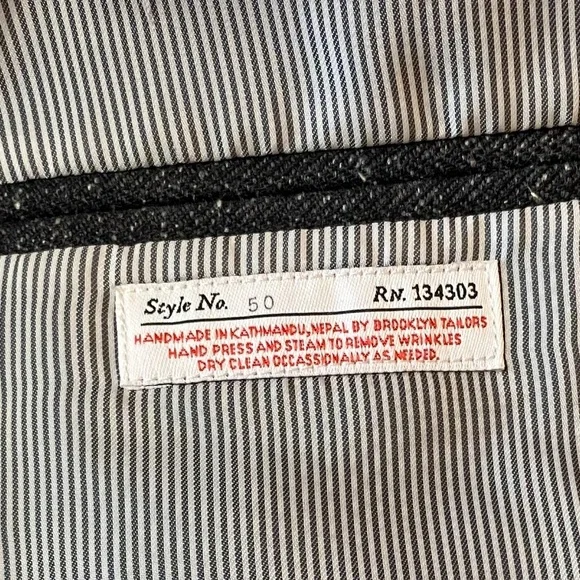 Style No. 50 RN. 134303
HANDMADE IN KATHMANDU, NEPAL BY BROOKLYN TAILORS
HAND PRESS AND STEAM TO REMOVE WRINKLES
DRY CLEAN OCCASSIONALLY AS NEEDED.